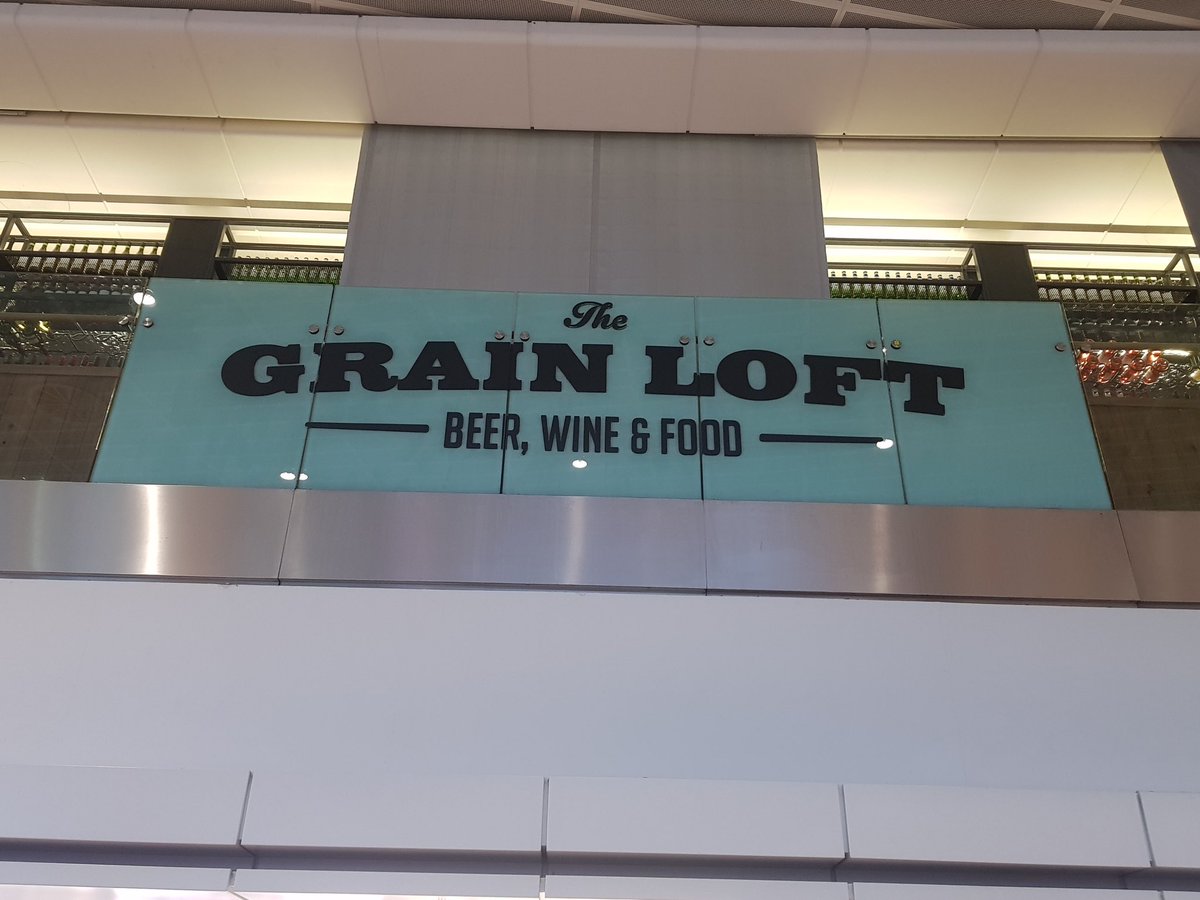 The
GRAIN LOFT
BEER, WINE & FOOD